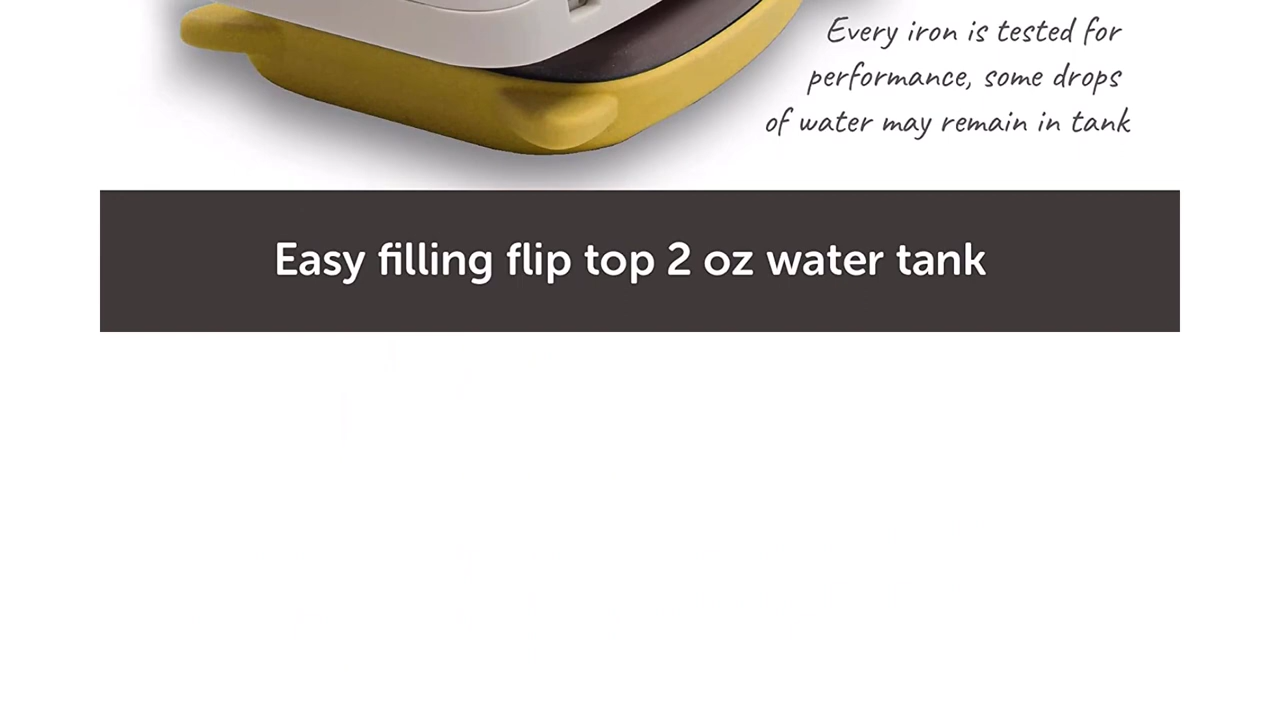 Every iron is tested for
performance, some drops
of water may remain in tank
Easy filling flip top 2 oz water tank